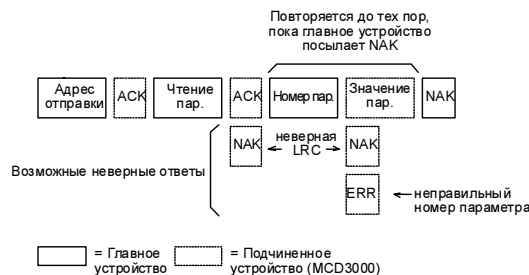 Повторяется до тех пор,
пока главное устройство
посылает NAK
Адрес
отправки
ACK
Чтение
пар.
ACK
Номер пар.
Значение
пар.
NAK
NAK
неверная
LRC
NAK
Возможные неверные ответы
ERR
неправильный
номер параметра
= Главное
устройство
= Подчиненное
устройство (MCD3000)